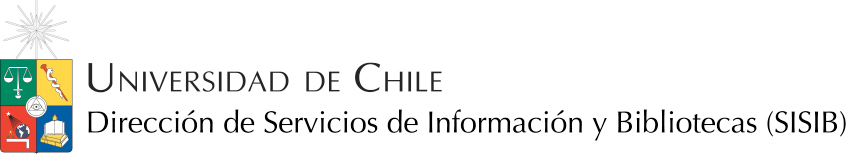 UNIVERSIDAD DE CHILE
Dirección de Servicios de Información y Bibliotecas (SISIB)